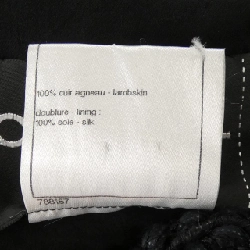 100% cuir agneau - lambskin
doublure - lining :
100% soie - silk